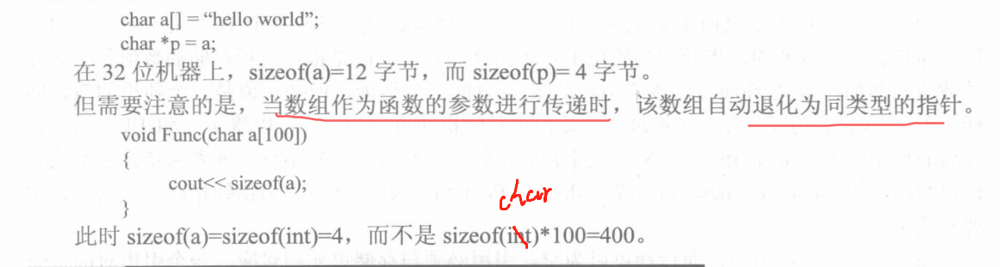 char a[] = “hello world”;
char *p = a;
在 32 位机器上，sizeof(a)=12 字节，而 sizeof(p)= 4 字节。
但需要注意的是，当数组作为函数的参数进行传递时，该数组自动退化为同类型的指针。
void Func(char a[100])
{
cout<< sizeof(a);
char
}
此时 sizeof(a)=sizeof(int)=4，而不是 sizeof(int)*100=400。